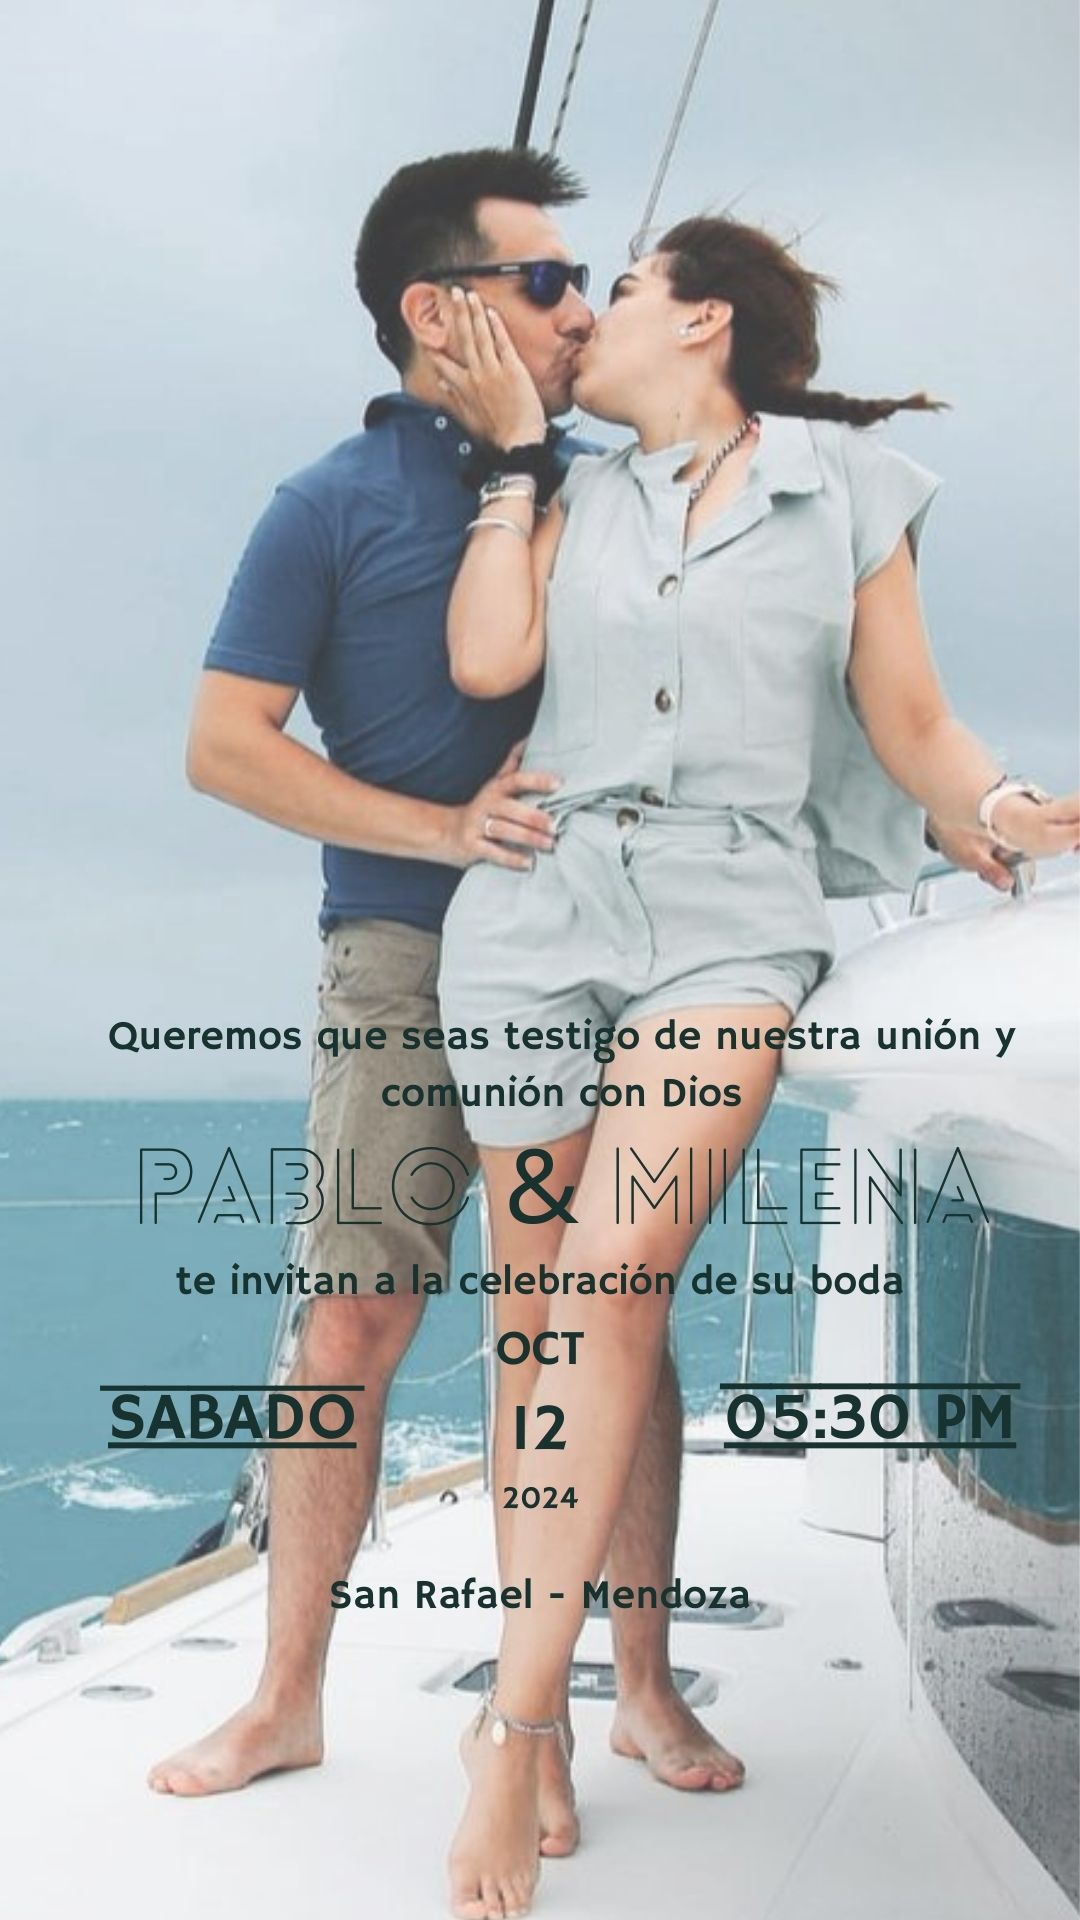 Queremos que seas testigo de nuestra unión y
comunión con Dios
PABLO & MILENA
te invitan a la celebración de su boda
OCT
SABADO 12 05:30 PM
2024
San Rafael - Mendoza